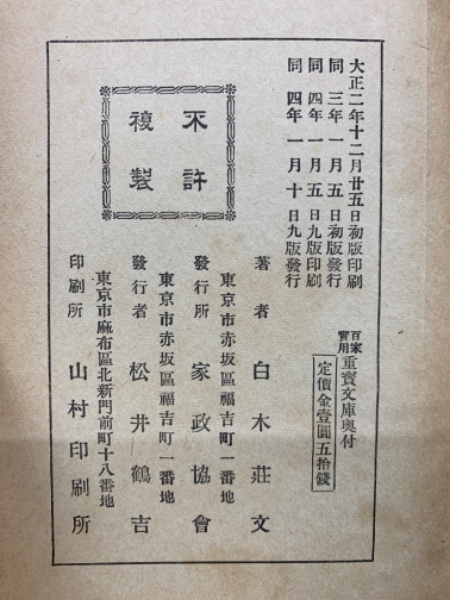 大正二年十二月廿五日初版印刷
同 三年一月五日初版發行
同 四年一月五日九版印刷
同 四年一月十日九版發行
百家實用重寶文庫奧付
定價金壹圓五拾錢
不許
複製
著者 白木莊文
東京市赤坂區福吉町一番地
發行所 家政協會
東京市赤坂區福吉町一番地
發行者 松井鶴吉
東京市麻布區北新門前町十八番地
印刷所 山村印刷所